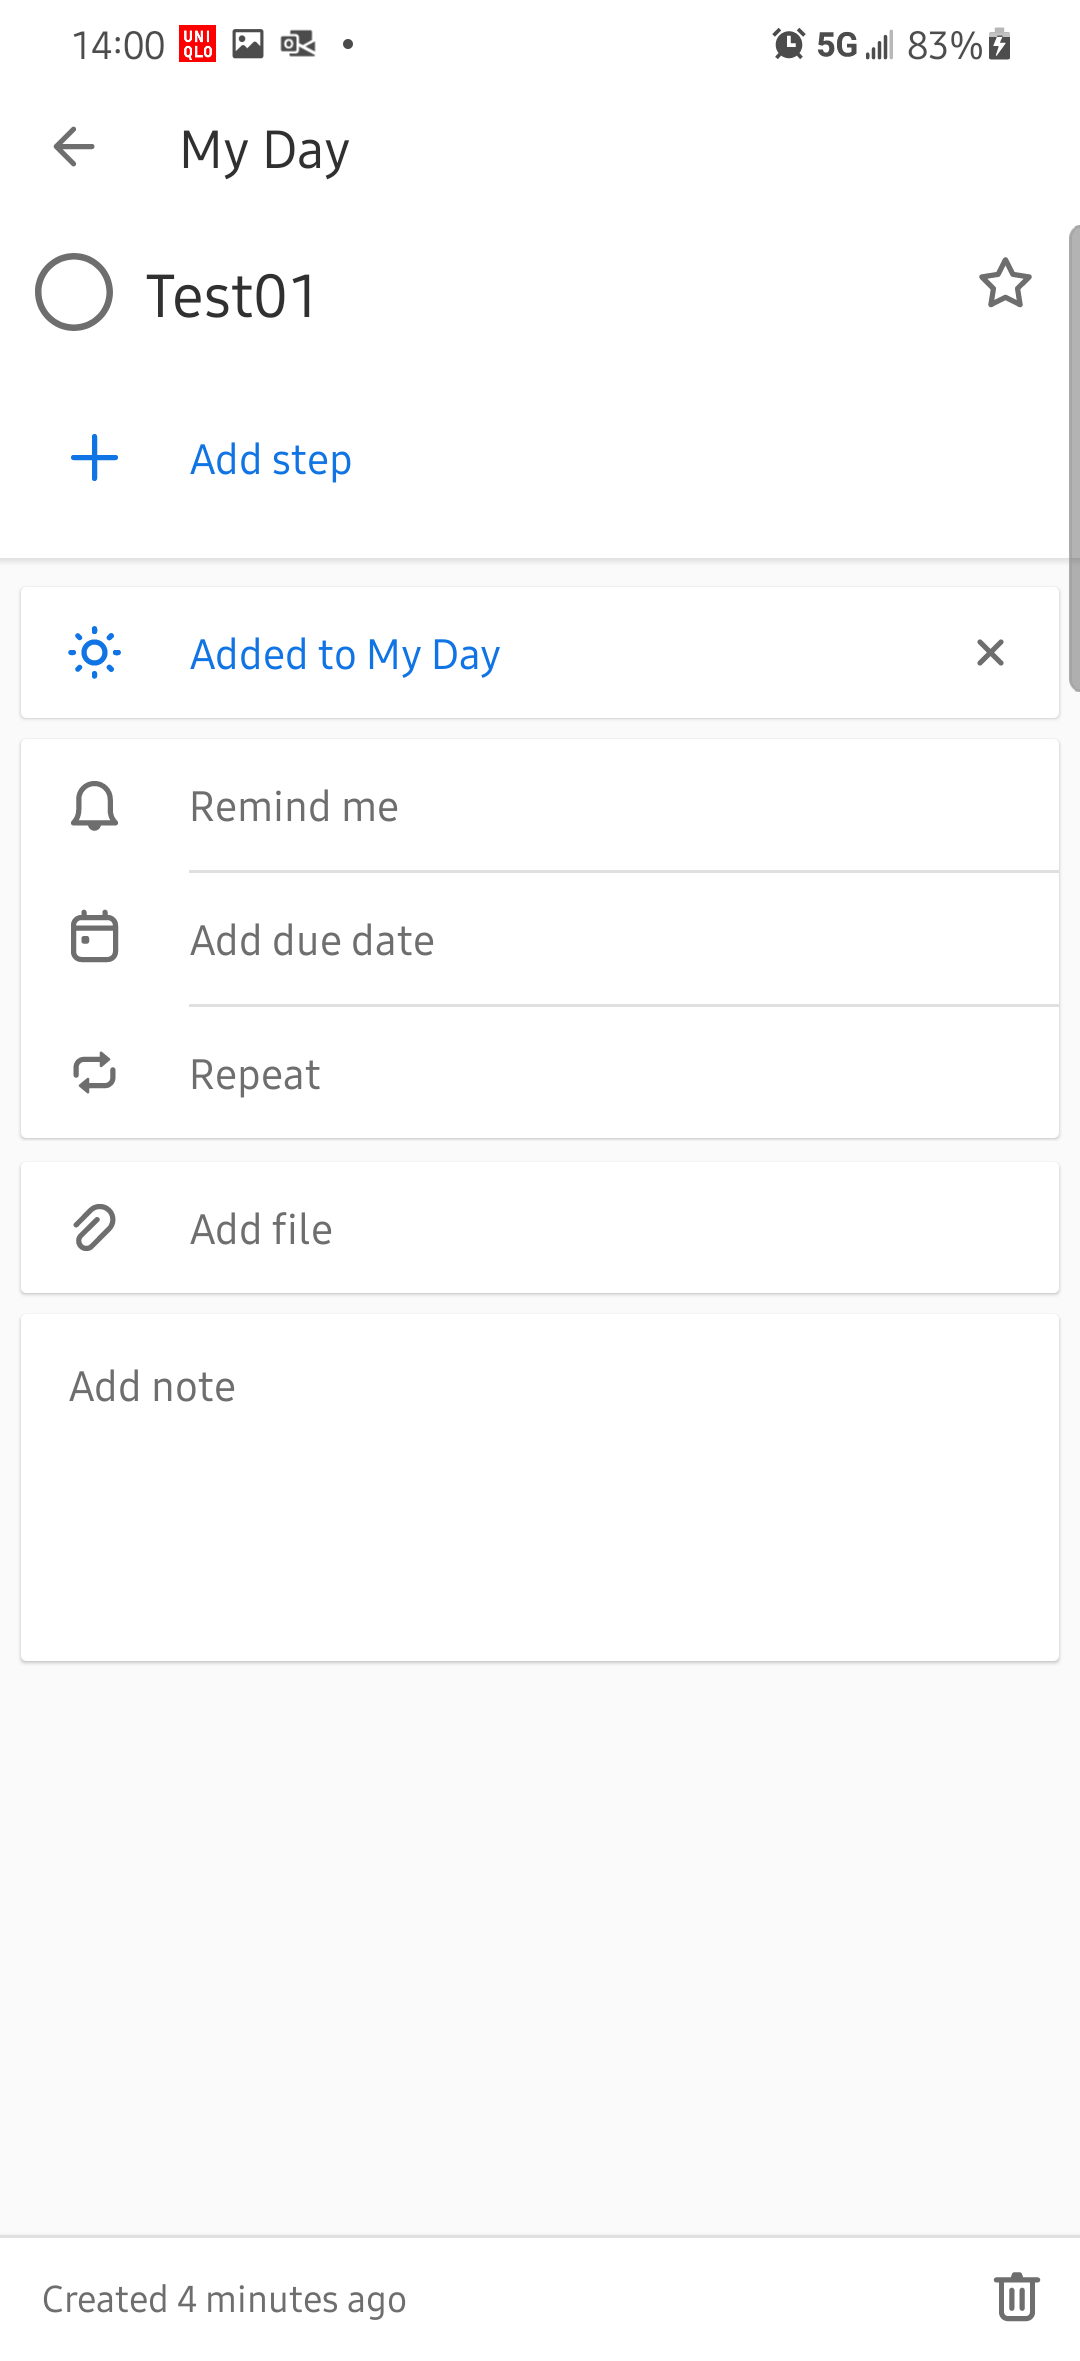 14:00 UNI QLO 5G 83%
My Day
Test01
Add step
Added to My Day
Remind me
Add due date
Repeat
Add file
Add note
Created 4 minutes ago